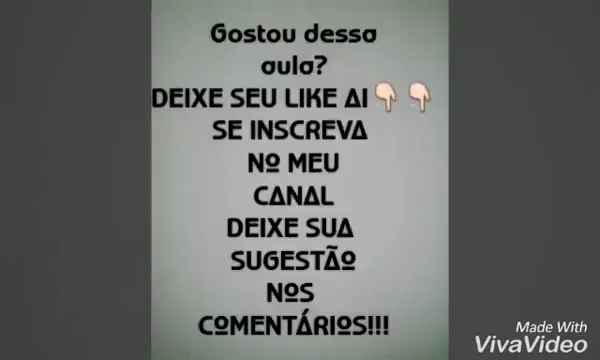 Gostou dessa
aula?
DEIXE SEU LIKE AI👇🏻👇🏻
SE INSCREVA
NO MEU
CANAL
DEIXE SUA
SUGESTÃO
NOS
COMENTÁRIOS!!!
Made With
VivaVideo